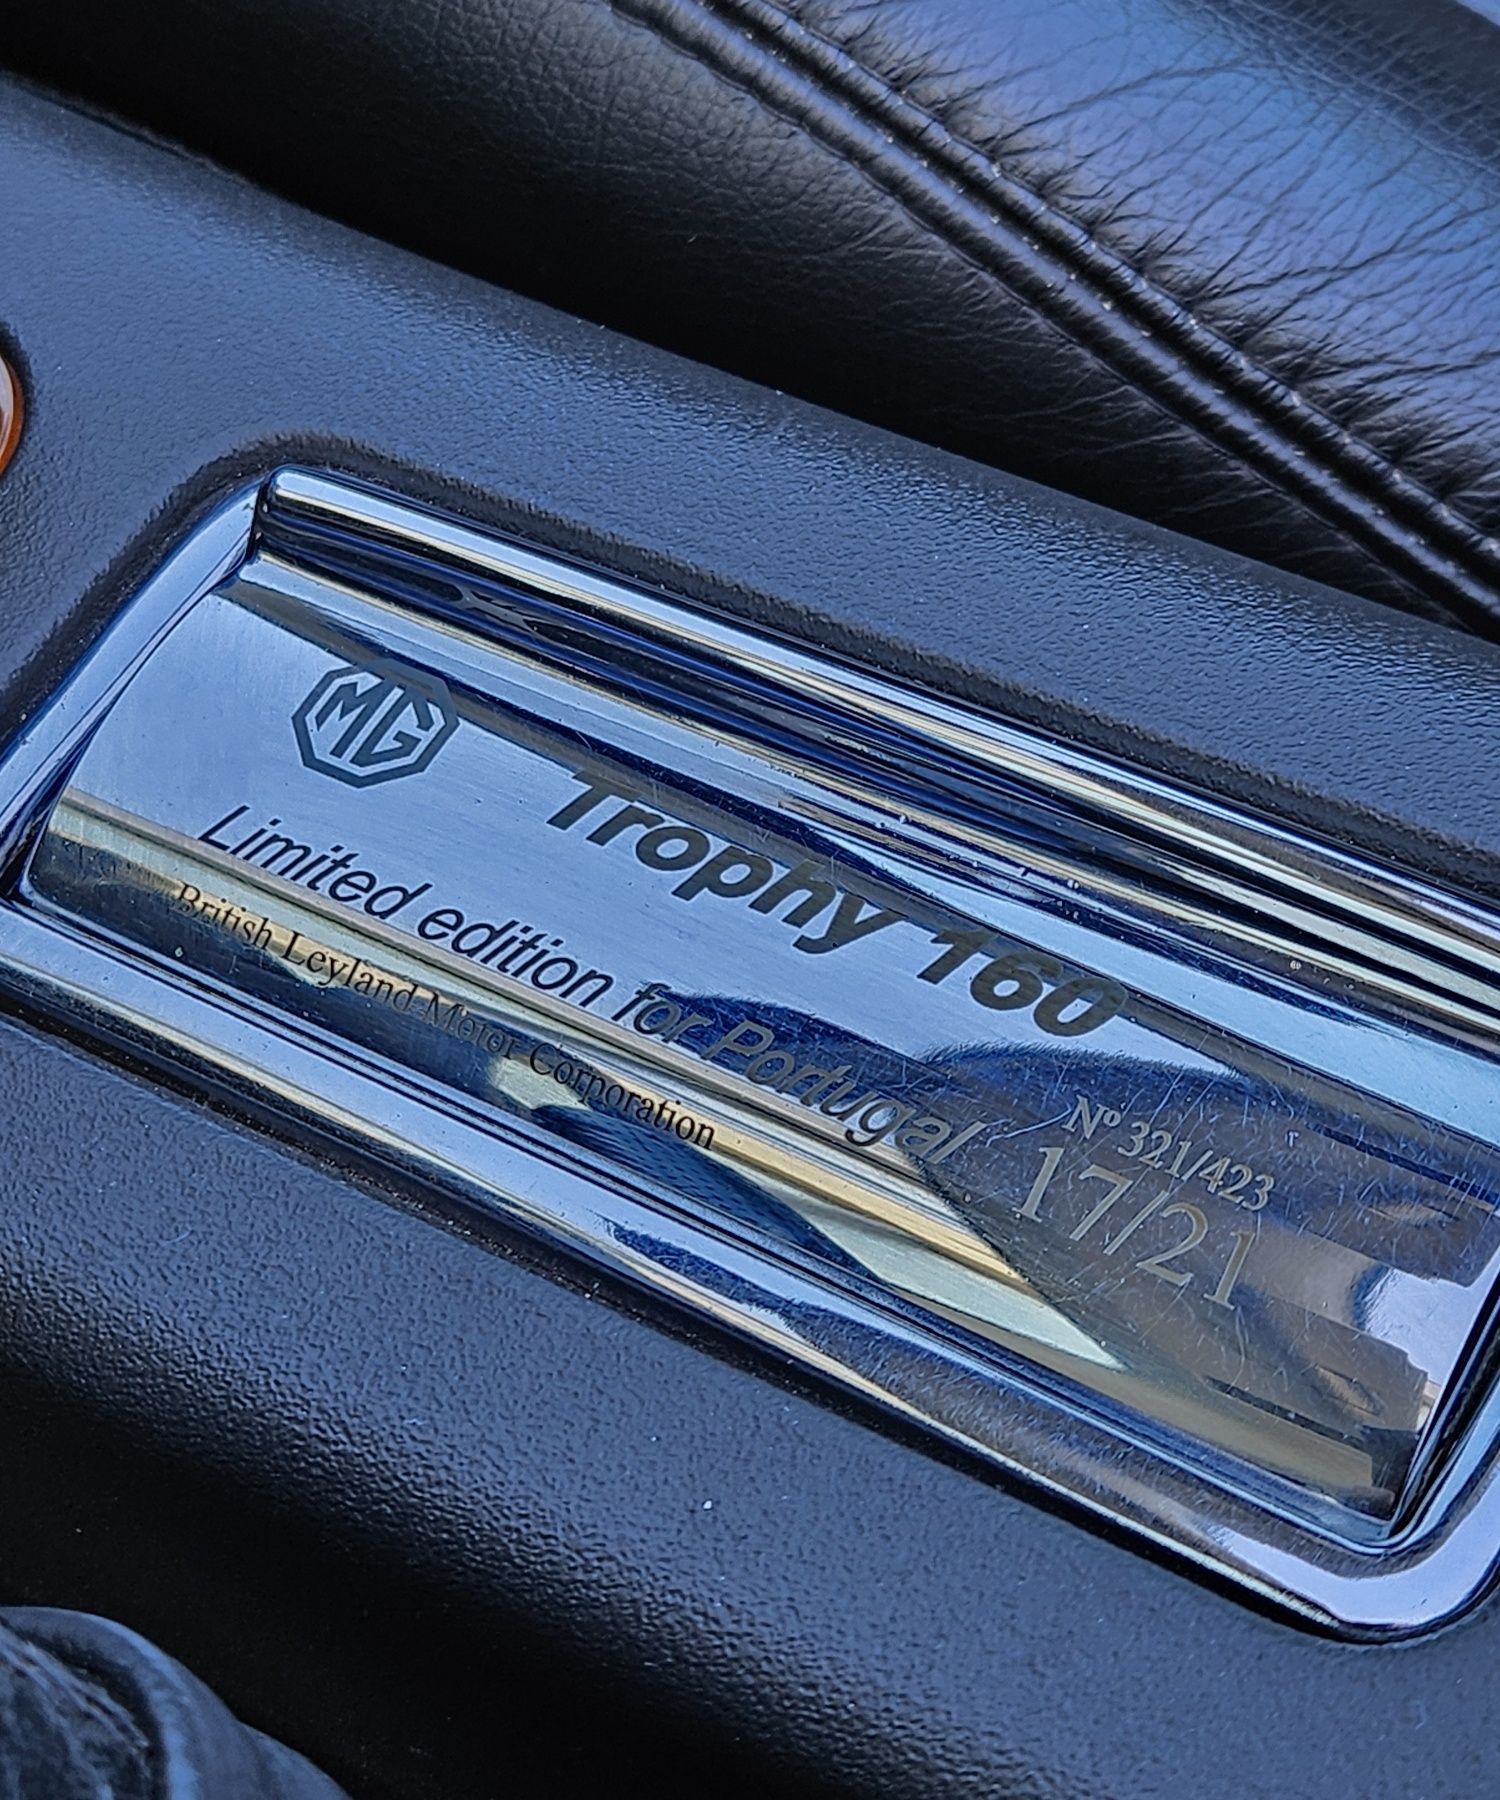 MG
Trophy 160
Limited edition for Portugal
British Leyland Motor Corporation
Nº 321/423
17/21